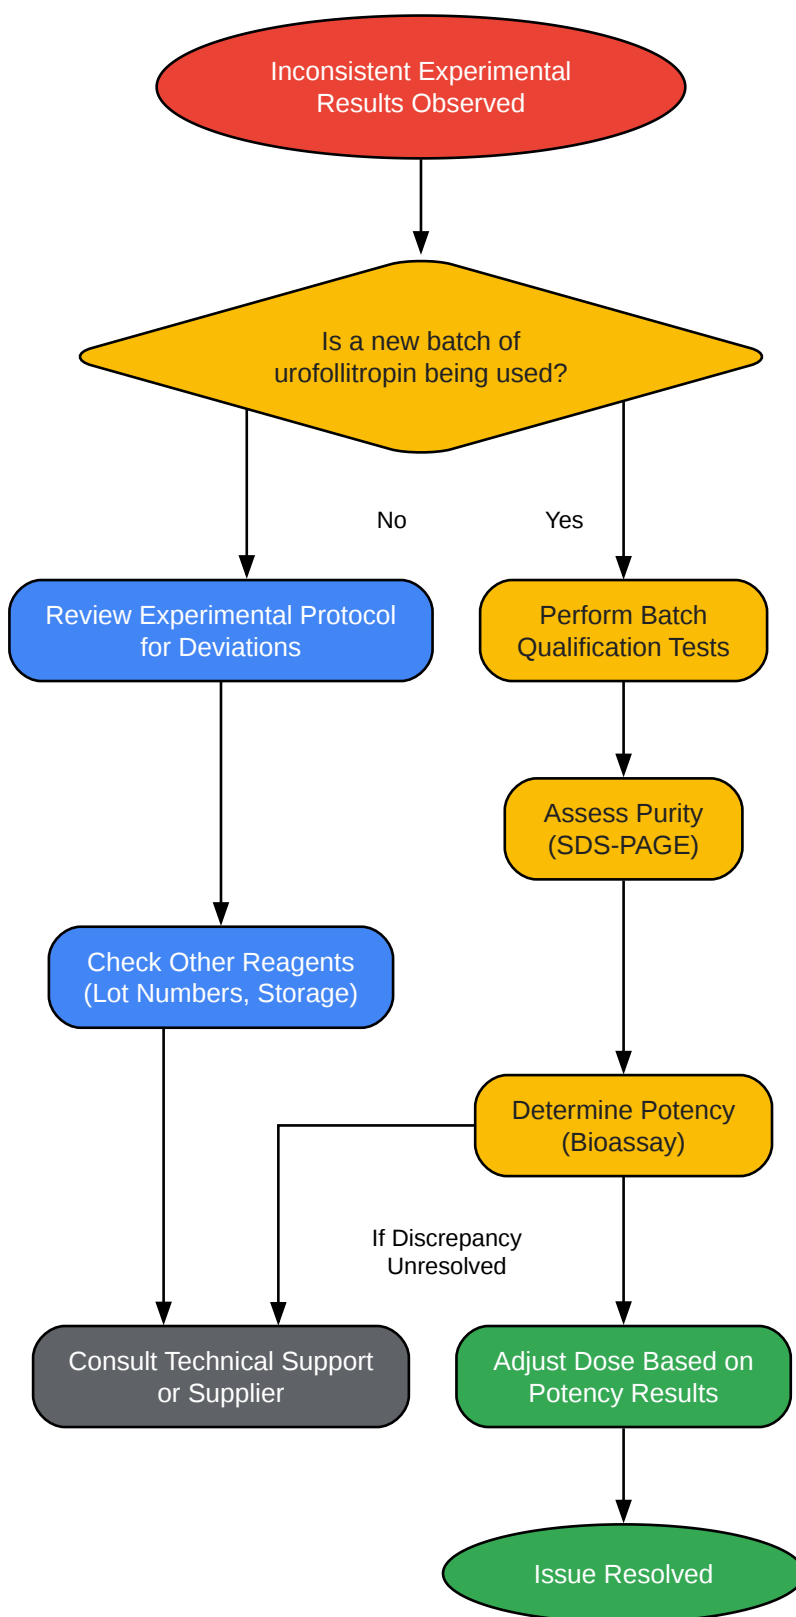 Inconsistent Experimental
Results Observed
Is a new batch of
urofollitropin being used?
No
Yes
Review Experimental Protocol
for Deviations
Perform Batch
Qualification Tests
Assess Purity
(SDS-PAGE)
Check Other Reagents
(Lot Numbers, Storage)
Determine Potency
(Bioassay)
If Discrepancy
Unresolved
Consult Technical Support
or Supplier
Adjust Dose Based on
Potency Results
Issue Resolved